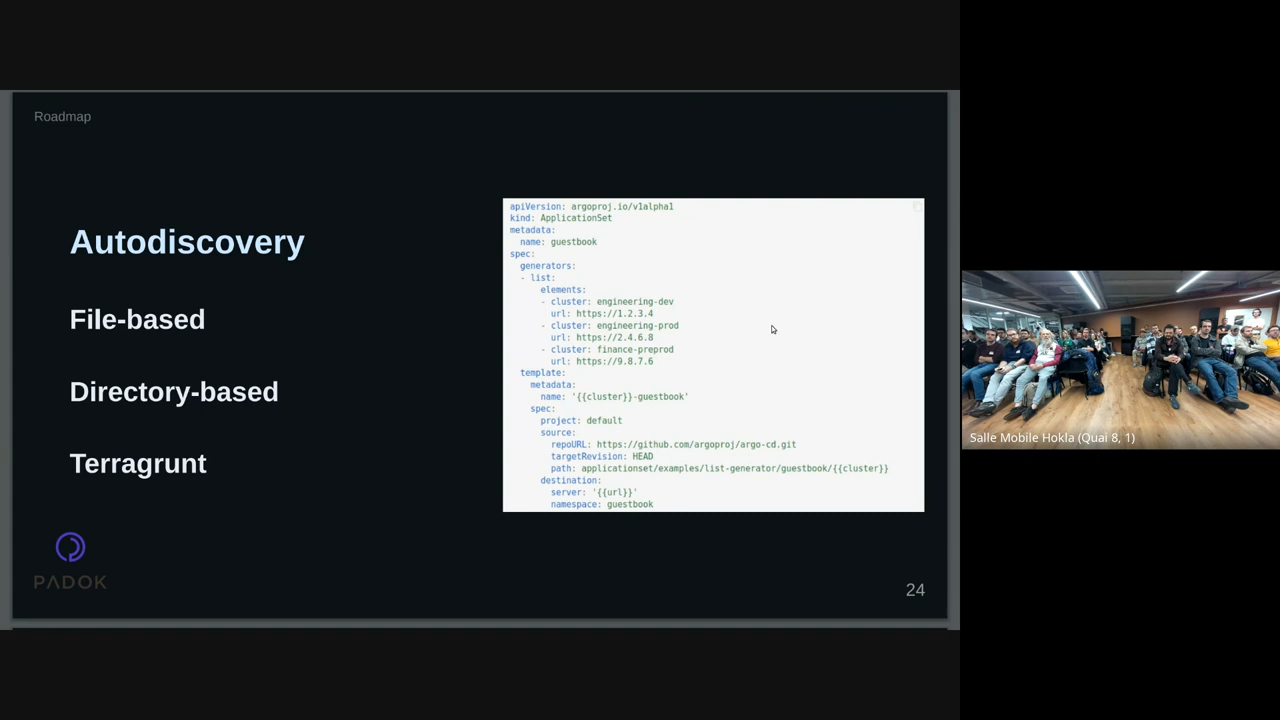 Roadmap
Autodiscovery
File-based
Directory-based
Terragrunt
PADOK
apiVersion: argoproj.io/v1alpha1
kind: ApplicationSet
metadata:
  name: guestbook
spec:
  generators:
  - list:
      elements:
      - cluster: engineering-dev
        url: https://1.2.3.4
      - cluster: engineering-prod
        url: https://2.4.6.8
      - cluster: finance-preprod
        url: https://9.8.7.6
  template:
    metadata:
      name: '{{cluster}}-guestbook'
    spec:
      project: default
      source:
        repoURL: https://github.com/argoproj/argo-cd.git
        targetRevision: HEAD
        path: applicationset/examples/list-generator/guestbook/{{cluster}}
      destination:
        server: '{{url}}'
        namespace: guestbook
24
Salle Mobile Hokla (Quai 8, 1)